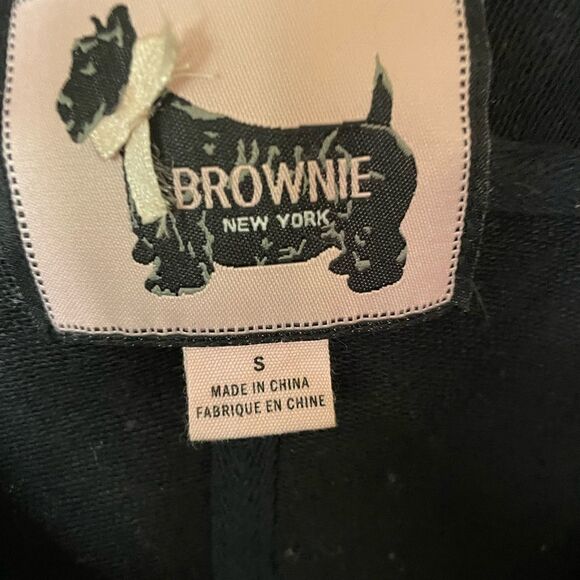 BROWNIE
NEW YORK
S
MADE IN CHINA
FABRIQUE EN CHINE